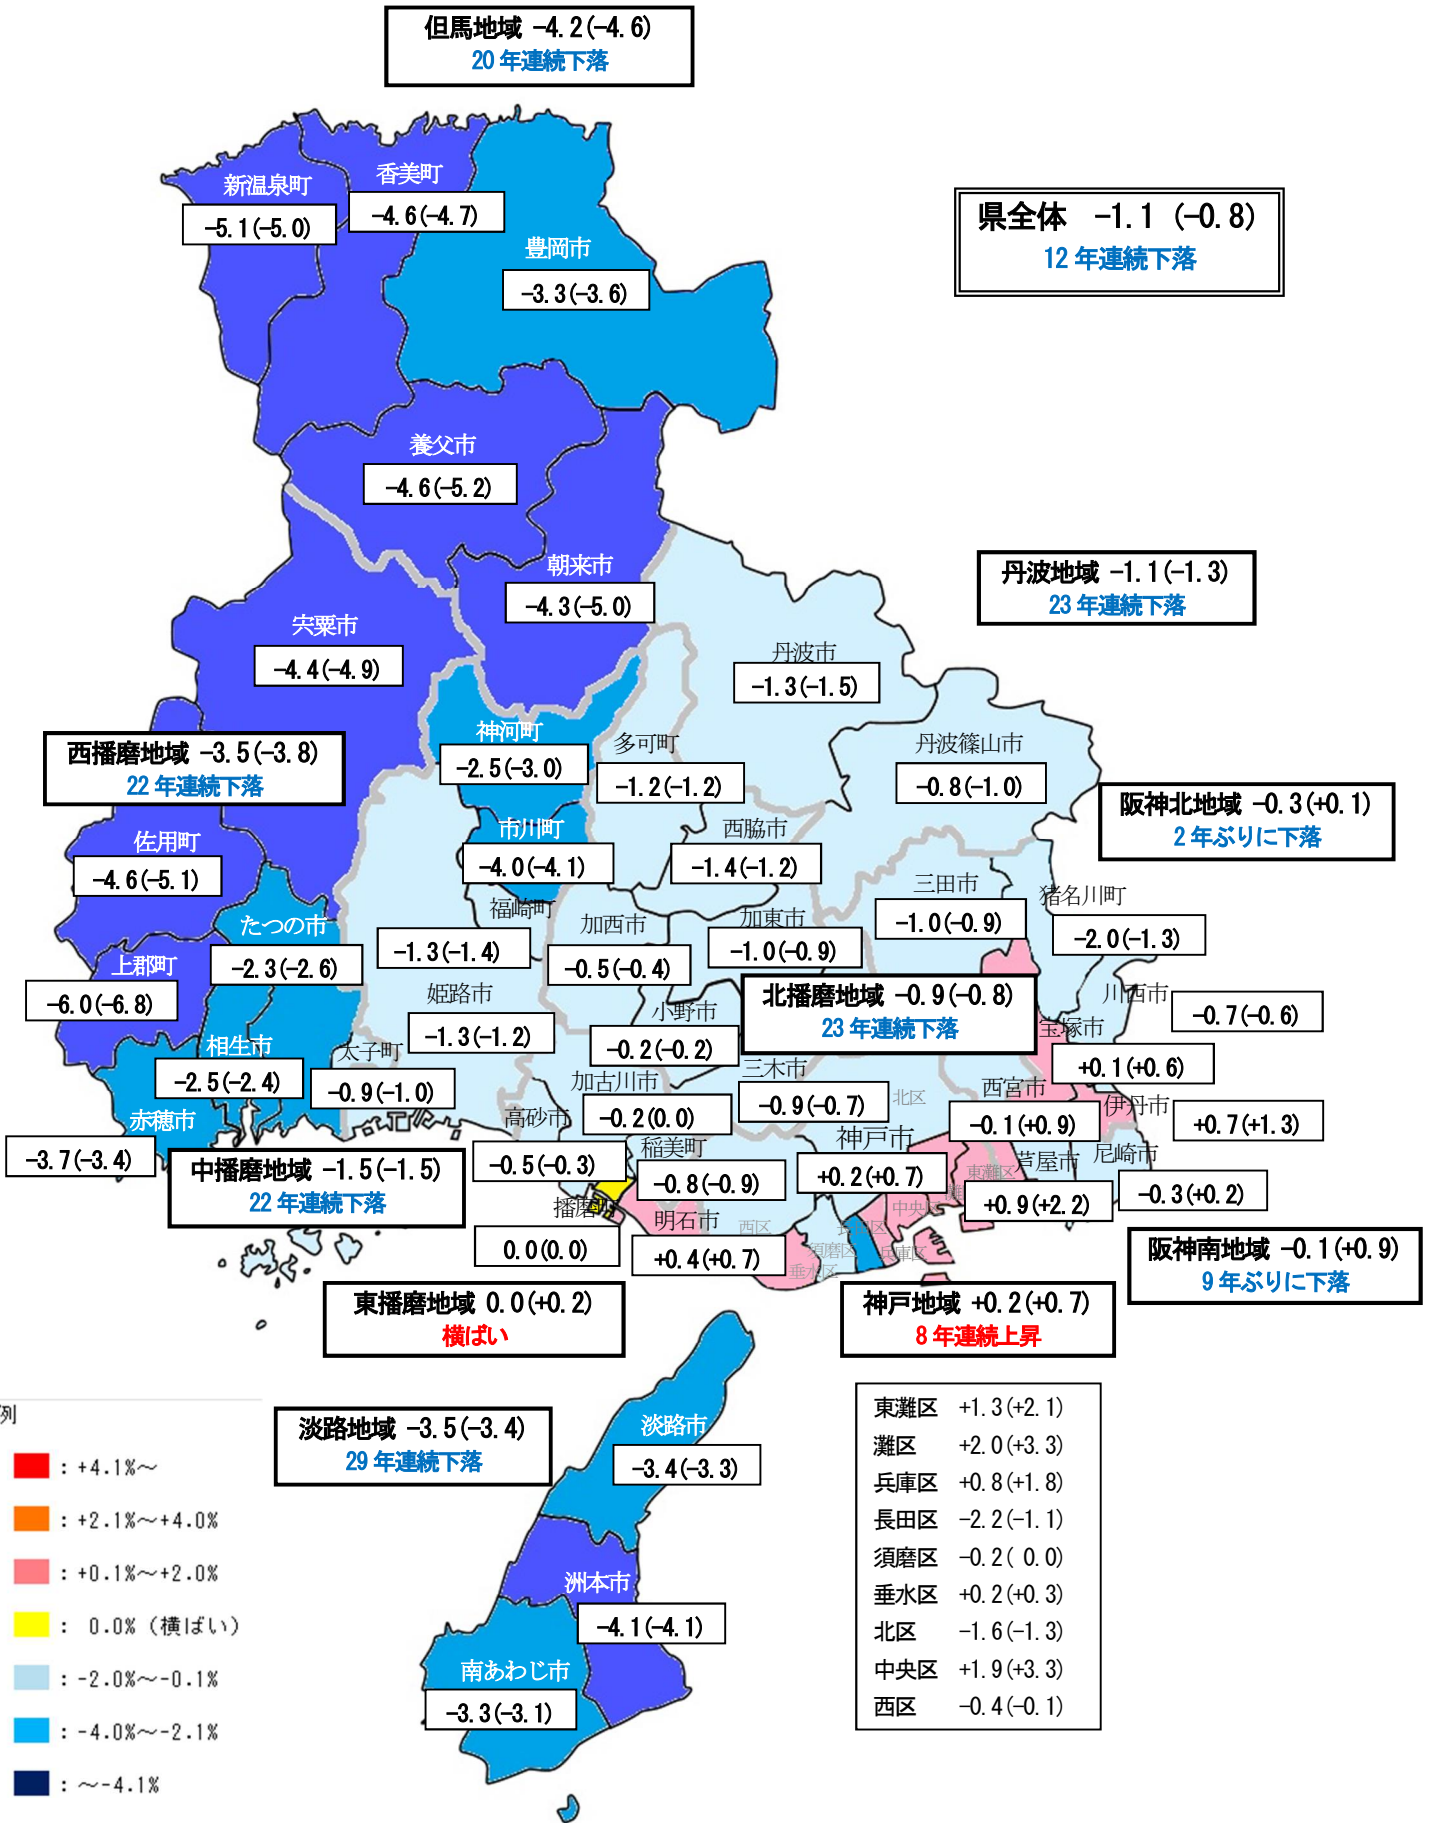 但馬地域 -4.2(-4.6)
20 年連続下落
新温泉町
-5.1(-5.0)
香美町
-4.6(-4.7)
豊岡市
-3.3(-3.6)
県全体 -1.1 (-0.8)
12 年連続下落
養父市
-4.6(-5.2)
朝来市
-4.3(-5.0)
丹波地域 -1.1(-1.3)
23 年連続下落
宍粟市
-4.4(-4.9)
丹波市
-1.3(-1.5)
西播磨地域 -3.5(-3.8)
22 年連続下落
神河町
-2.5(-3.0)
多可町
-1.2(-1.2)
丹波篠山市
-0.8(-1.0)
阪神北地域 -0.3(+0.1)
2 年ぶりに下落
佐用町
-4.6(-5.1)
市川町
-4.0(-4.1)
西脇市
-1.4(-1.2)
三田市
-1.0(-0.9)
猪名川町
-2.0(-1.3)
たつの市
-2.3(-2.6)
福崎町
-1.3(-1.4)
加西市
-0.5(-0.4)
加東市
-1.0(-0.9)
上郡町
-6.0(-6.8)
姫路市
-1.3(-1.2)
小野市
-0.2(-0.2)
北播磨地域 -0.9(-0.8)
23 年連続下落
川西市
-0.7(-0.6)
宝塚市
+0.1(+0.6)
相生市
-2.5(-2.4)
太子町
-0.9(-1.0)
加古川市
-0.2(0.0)
三木市
-0.9(-0.7)
北区
西宮市
-0.1(+0.9)
伊丹市
+0.7(+1.3)
赤穂市
-3.7(-3.4)
高砂市
-0.5(-0.3)
稲美町
-0.8(-0.9)
神戸市
+0.2(+0.7)
東灘区
灘
芦屋市
+0.9(+2.2)
尼崎市
-0.3(+0.2)
中播磨地域 -1.5(-1.5)
22 年連続下落
播磨
0.0(0.0)
明石市
+0.4(+0.7)
西区
垂水区
須磨区
長田区
兵庫区
中央区
阪神南地域 -0.1(+0.9)
9 年ぶりに下落
東播磨地域 0.0(+0.2)
横ばい
神戸地域 +0.2(+0.7)
8 年連続上昇
淡路地域 -3.5(-3.4)
29 年連続下落
淡路市
-3.4(-3.3)
洲本市
-4.1(-4.1)
南あわじ市
-3.3(-3.1)
東灘区 +1.3(+2.1)
灘区 +2.0(+3.3)
兵庫区 +0.8(+1.8)
長田区 -2.2(-1.1)
須磨区 -0.2( 0.0)
垂水区 +0.2(+0.3)
北区 -1.6(-1.3)
中央区 +1.9(+3.3)
西区 -0.4(-0.1)
例
：+4.1%～
：+2.1%～+4.0%
：+0.1%～+2.0%
： 0.0%（横ばい）
：-2.0%～-0.1%
：-4.0%～-2.1%
：～-4.1%